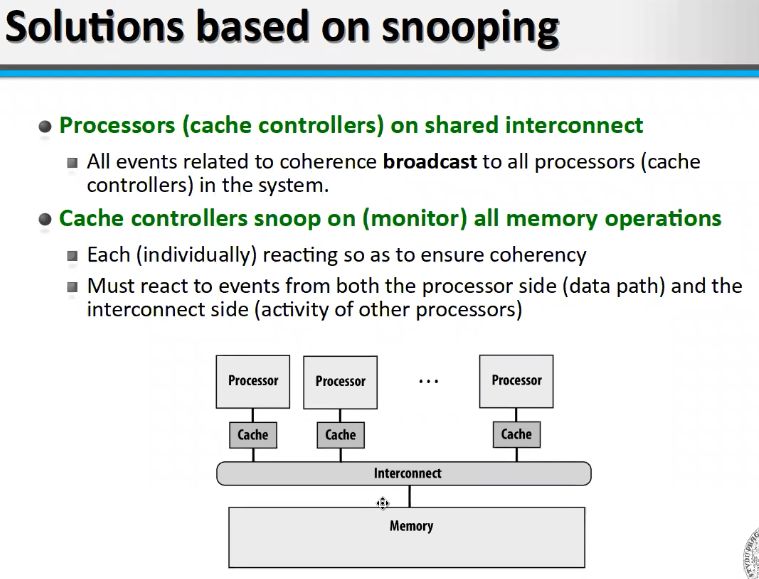 Solutions based on snooping
Processors (cache controllers) on shared interconnect
All events related to coherence broadcast to all processors (cache
controllers) in the system.
Cache controllers snoop on (monitor) all memory operations
Each (individually) reacting so as to ensure coherency
Must react to events from both the processor side (data path) and the
interconnect side (activity of other processors)
Processor Processor ... Processor
Cache Cache Cache
Interconnect
Memory